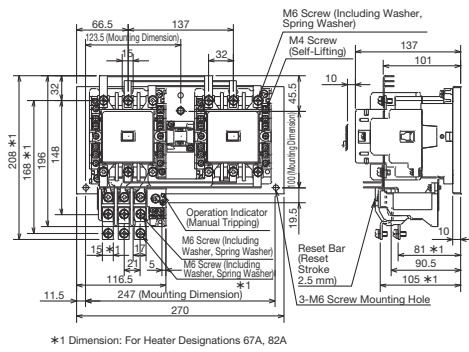 66.5
137
M6 Screw (Including Washer,
Spring Washer)
123.5 (Mounting Dimension)
M4 Screw
(Self-Lifting)
15
32
137
101
10
32
45.5
208 *1
168 *1
196
148
(Mounting Dimension)
19.5
Operation Indicator
(Manual Tripping)
M6 Screw (Including
Washer, Spring Washer)
M6 Screw (Including
Washer, Spring Washer)
15 *1
17
21
5
*1
116.5
11.5
247 (Mounting Dimension)
270
Reset Bar
(Reset
Stroke
2.5 mm)
3-M6 Screw Mounting Hole
10
81 *1
90.5
105 *1
*1 Dimension: For Heater Designations 67A, 82A